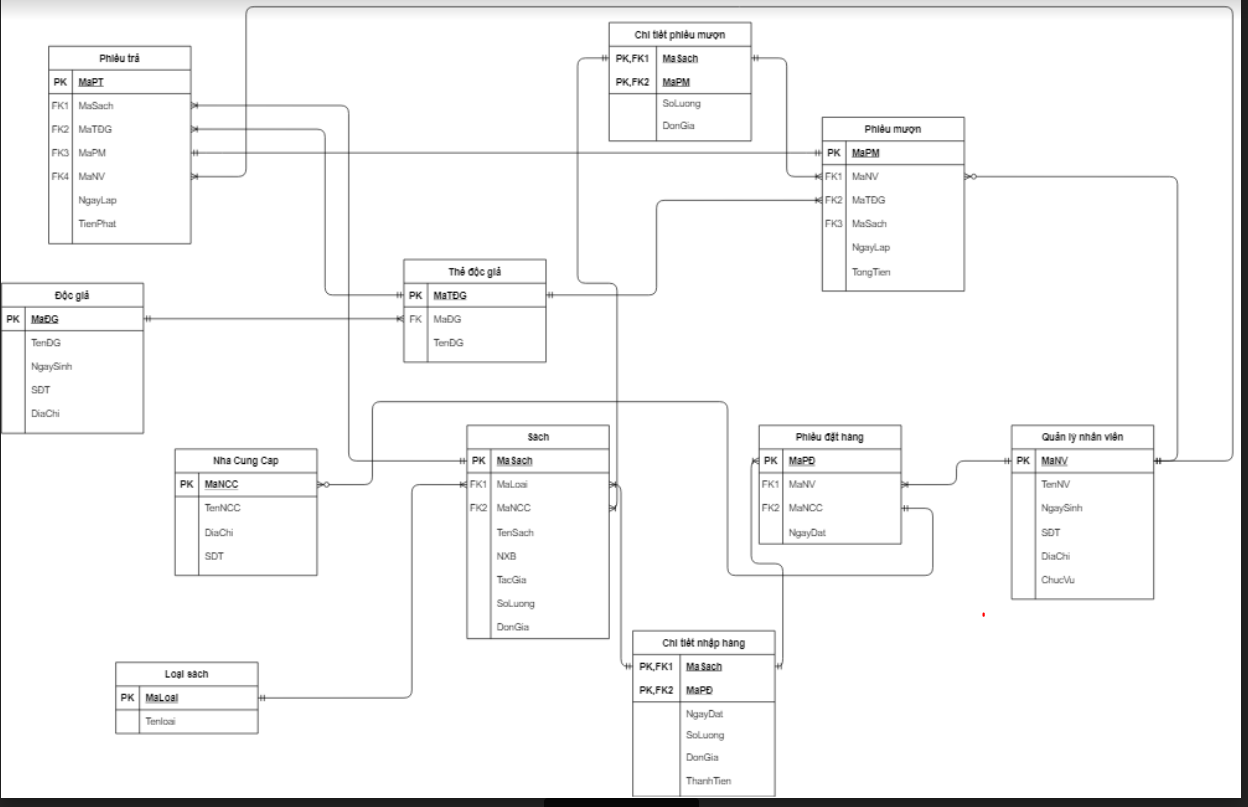 Phiếu trả
PK MaPT
FK1 MaSach
FK2 MaTĐG
FK3 MaPM
FK4 MaNV
NgayLap
TienPhat
Chi tiết phiếu mượn
PK,FK1 MaSach
PK,FK2 MaPM
SoLuong
DonGia
Phiếu mượn
PK MaPM
FK1 MaNV
FK2 MaTĐG
FK3 MaSach
NgayLap
TongTien
Độc giả
PK MaĐG
TenĐG
NgaySinh
SĐT
DiaChi
Thẻ độc giả
PK MaTĐG
FK MaĐG
TenĐG
Nha Cung Cap
PK MaNCC
TenNCC
DiaChi
SĐT
Sách
PK MaSach
FK1 MaLoai
FK2 MaNCC
TenSach
NXB
TacGia
SoLuong
DonGia
Phiếu đặt hàng
PK MaPĐ
FK1 MaNV
FK2 MaNCC
NgayDat
Quản lý nhân viên
PK MaNV
TenNV
NgaySinh
SĐT
DiaChi
ChucVu
Loại sách
PK MaLoai
Tenloai
Chi tiết nhập hàng
PK,FK1 MaSach
PK,FK2 MaPĐ
NgayDat
SoLuong
DonGia
ThanhTien